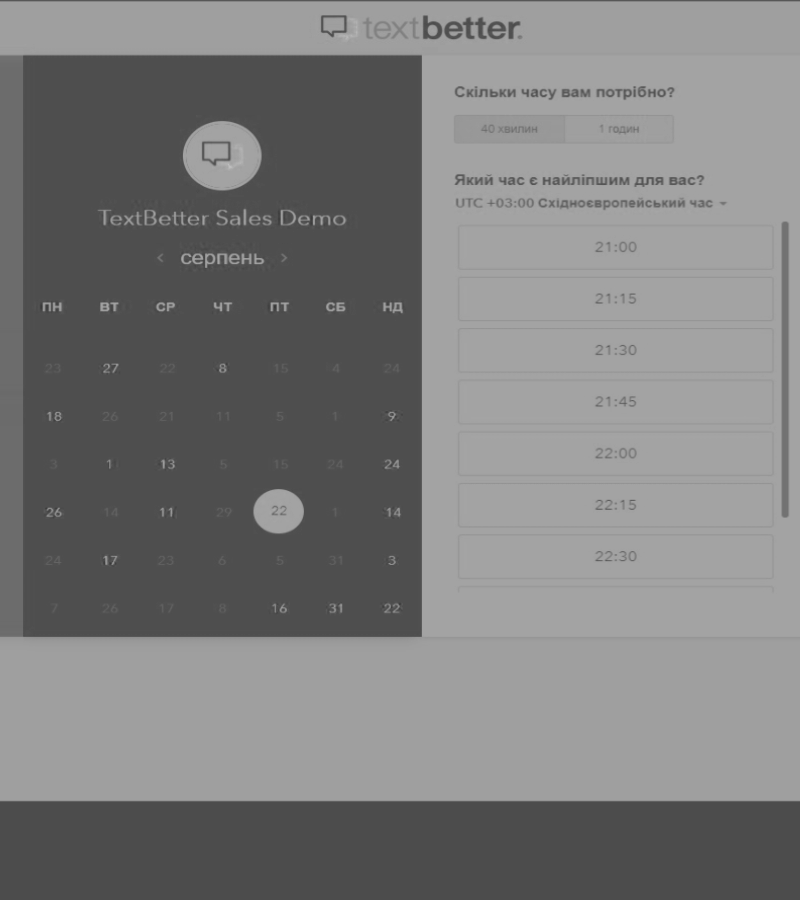 textbetter.
TextBetter Sales Demo
< серпень >
ПН ВТ СР ЧТ ПТ СБ НД
23 27 22 8 15 4 24
18 26 21 11 5 1 9
3 1 13 5 15 24 24
26 14 11 29 22 1 14
24 17 23 6 5 31 3
7 26 17 8 16 31 22
Скільки часу вам потрібно?
40 хвилин 1 годин
Який час є найліпшим для вас?
UTC +03:00 Східноєвропейський час
21:00
21:15
21:30
21:45
22:00
22:15
22:30